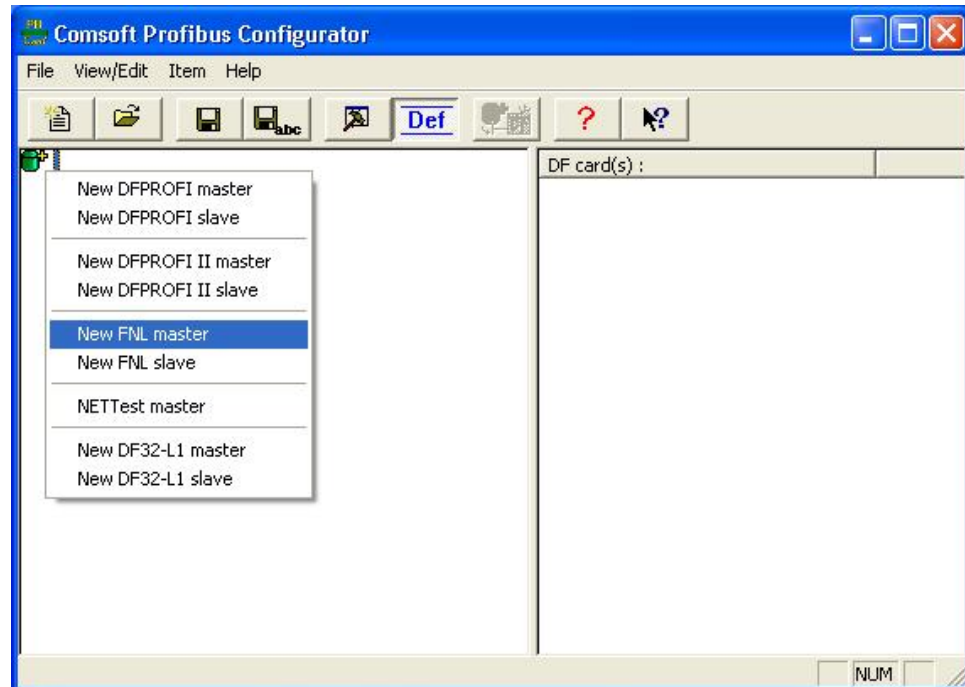 Comsoft Profibus Configurator
File View/Edit Item Help
abc Def ? ?
DF card(s) :
New DFPROFI master
New DFPROFI slave
New DFPROFI II master
New DFPROFI II slave
New FNL master
New FNL slave
NETTest master
New DF32-L1 master
New DF32-L1 slave
NUM